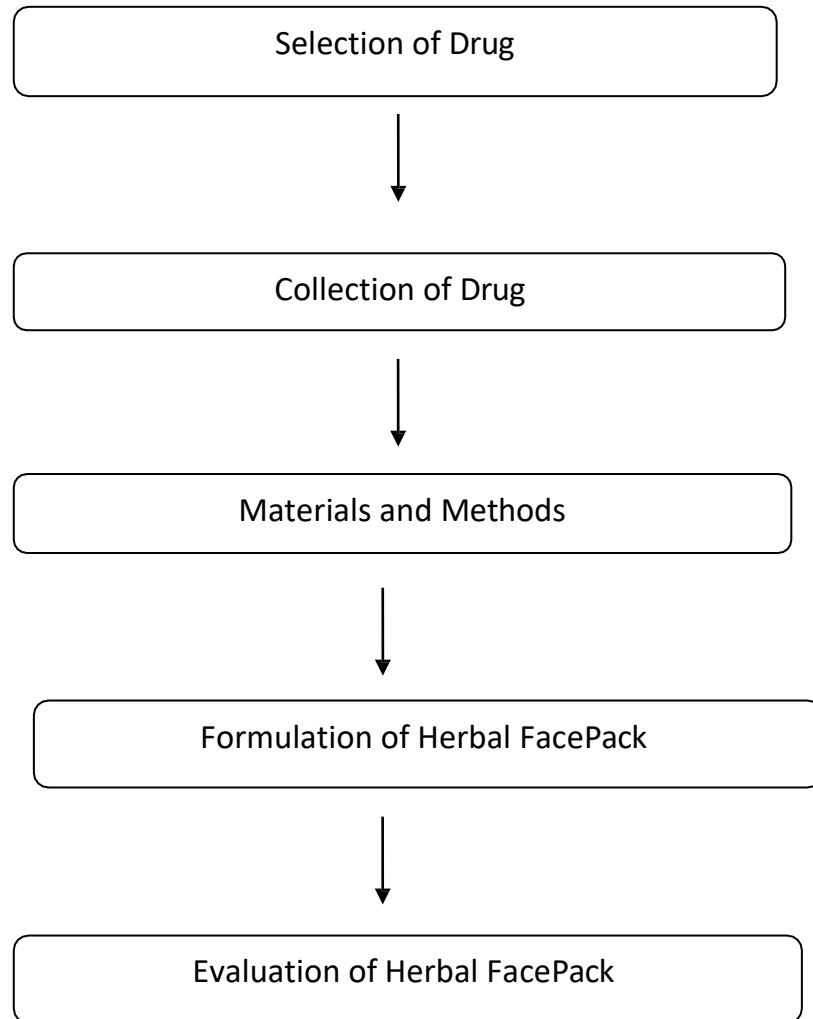 Selection of Drug
Collection of Drug
Materials and Methods
Formulation of Herbal FacePack
Evaluation of Herbal FacePack